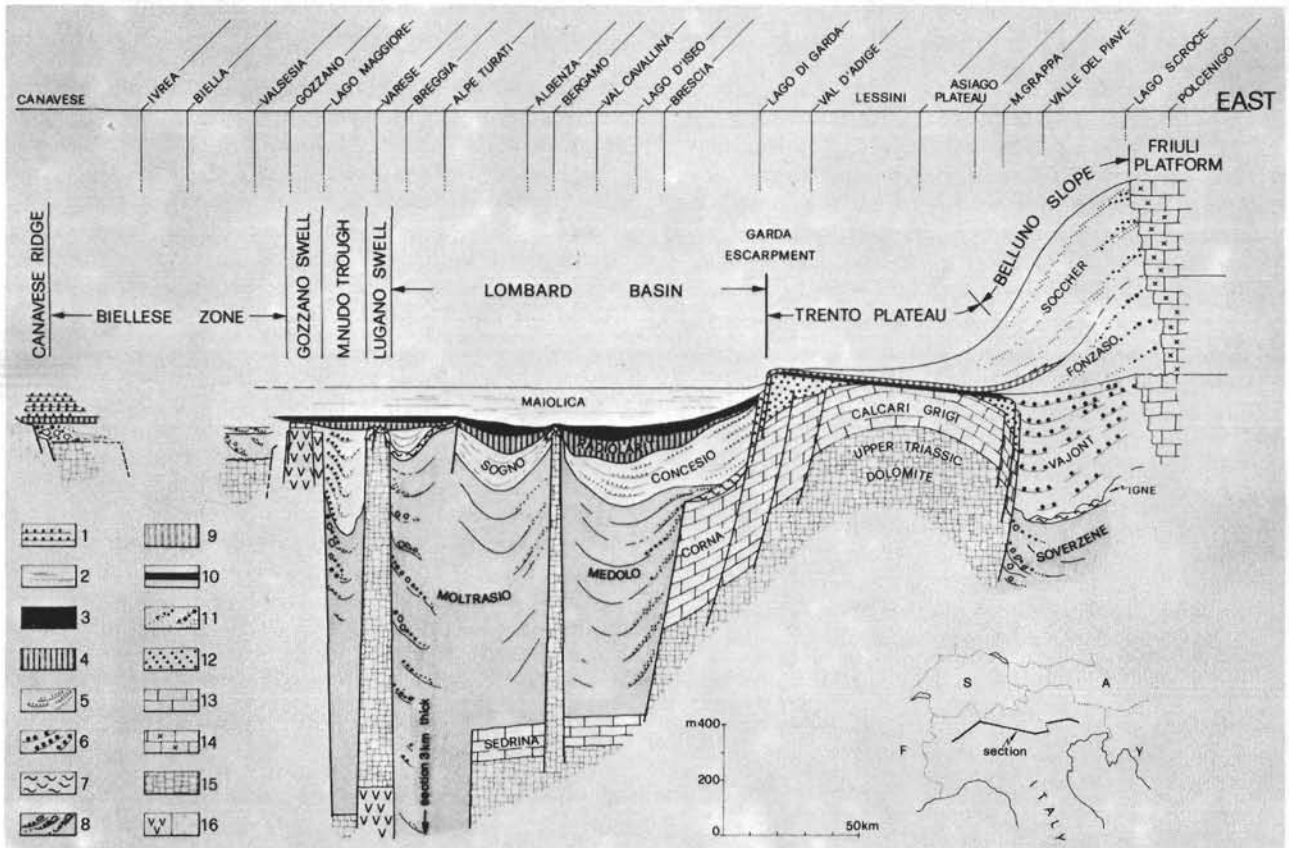 CANAVESE
IVREA
BIELLA
VALSESIA
GOZZANO
LAGO MAGGIORE
VARESE
BREGGIA
ALPE TURATI
ALBENZA
BERGAMO
VAL CAVALLINA
LAGO D'ISEO
BRESCIA
LAGO DI GARDA
VAL D'ADIGE
LESSINI
ASIAGO
PLATEAU
M.GRAPPA
VALLE DEL PIAVE
LAGO S.CROCE
POLCENIGO
EAST
CANAVESE RIDGE
BIELLESE ZONE
GOZZANO SWELL
M.NUDO TROUGH
LUGANO SWELL
LOMBARD BASIN
GARDA
ESCARPMENT
TRENTO PLATEAU
BELLUNO SLOPE
FRIULI
PLATFORM
MAIOLICA
SOGNO
CONCESIO
MOLTRASIO
MEDOLO
CORNA
SEDRINA
section 3 km thick
CALCARI GRIGI
UPPER TRIASSIC
DOLOMITE
SOCCHER
FONZASO
VAJONT
IGNE
SOVERZENE
1
2
3
4
5
6
7
8
9
10
11
12
13
14
15
16
m400
200
0
50km
S
A
F
Y
section
ITALY